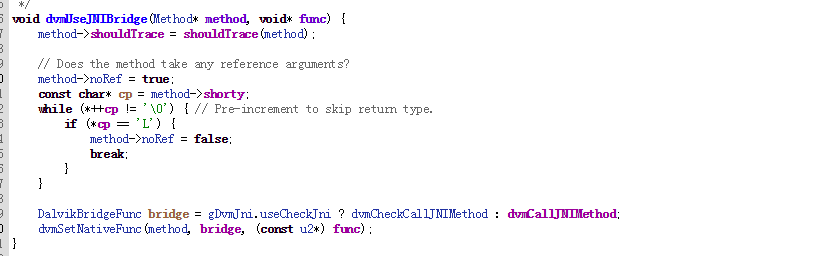 */
void dvmUseJNIBridge(Method* method, void* func) {
    method->shouldTrace = shouldTrace(method);

    // Does the method take any reference arguments?
    method->noRef = true;
    const char* cp = method->shorty;
    while (*++cp != '\0') { // Pre-increment to skip return type.
        if (*cp == 'L') {
            method->noRef = false;
            break;
        }
    }

    DalvikBridgeFunc bridge = gDvmJni.useCheckJni ? dvmCheckCallJNIMethod : dvmCallJNIMethod;
    dvmSetNativeFunc(method, bridge, (const u2*) func);
}